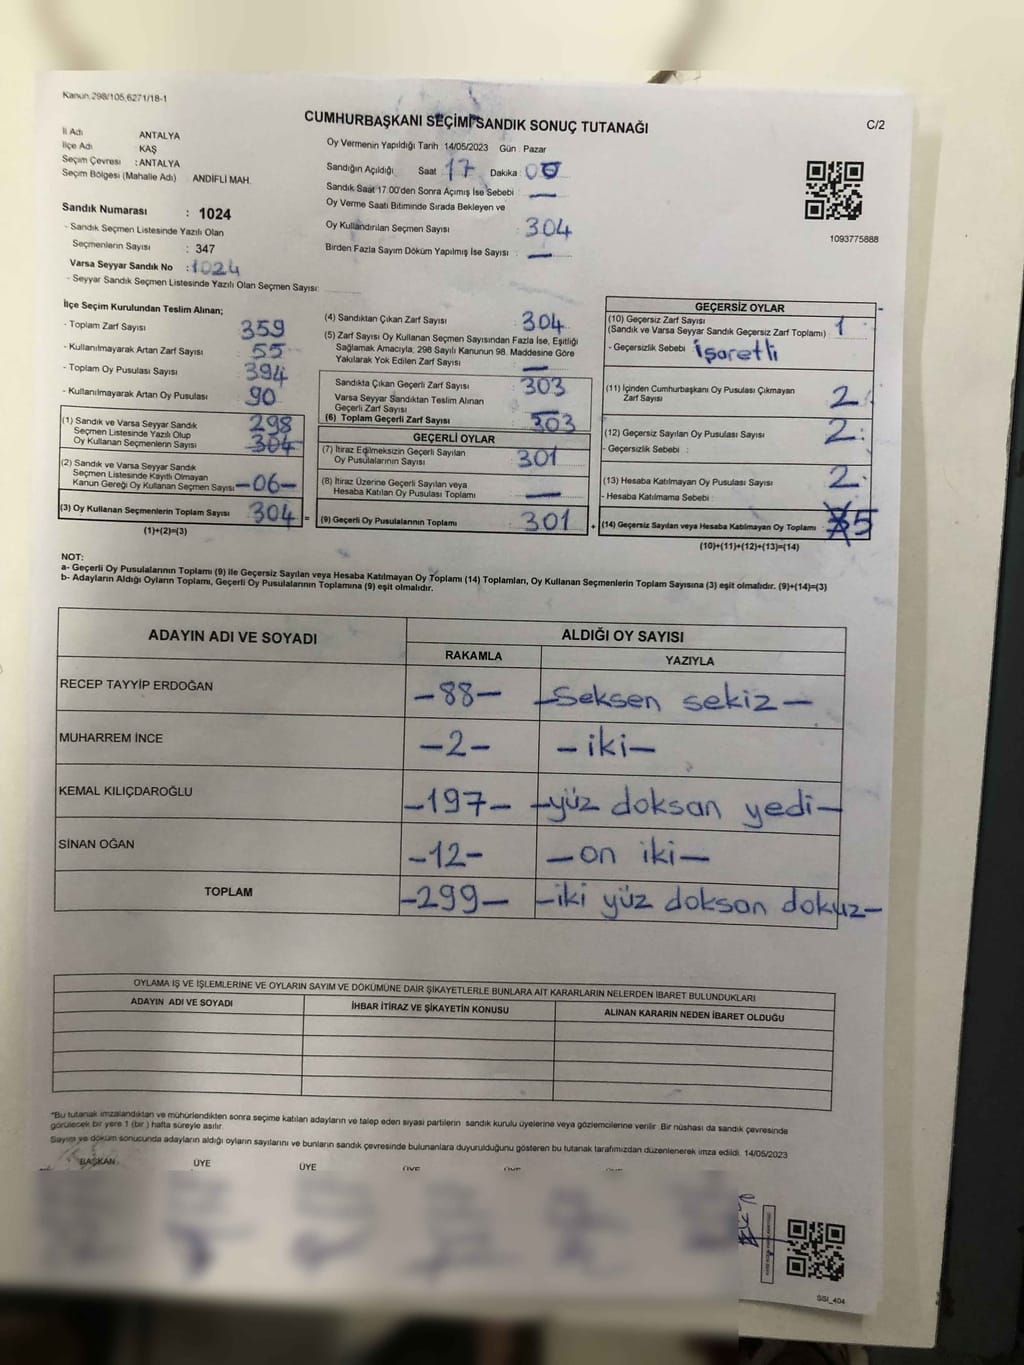 Kanun.298/105,6271/18-1
CUMHURBAŞKANI SEÇİMİ SANDIK SONUÇ TUTANAĞI
C/2
İl Adı ANTALYA
İlçe Adı KAŞ
Seçim Çevresi : ANTALYA
Seçim Bölgesi (Mahalle Adı) ANDİFLİ MAH.
Oy Vermenin Yapıldığı Tarih : 14/05/2023 Gün : Pazar
Sandığın Açıldığı Saat 17 Dakika 00
Sandık Saat 17:00'den Sonra Açımış İse Sebebi : —
Oy Verme Saati Bitiminde Sırada Bekleyen ve
Oy Kullandırılan Seçmen Sayısı : 304
Birden Fazla Sayım Döküm Yapılmış İse Sayısı : —
1093775888
Sandık Numarası : 1024
- Sandık Seçmen Listesinde Yazılı Olan
Seçmenlerin Sayısı : 347
Varsa Seyyar Sandık No : 1024
- Seyyar Sandık Seçmen Listesinde Yazılı Olan Seçmen Sayısı:
İlçe Seçim Kurulundan Teslim Alınan;
- Toplam Zarf Sayısı 359
- Kullanılmayarak Artan Zarf Sayısı 55
- Toplam Oy Pusulası Sayısı 394
- Kullanılmayarak Artan Oy Pusulası 90
(1) Sandık ve Varsa Seyyar Sandık
Seçmen Listesinde Yazılı Olup
Oy Kullanan Seçmenlerin Sayısı
298
304
(2) Sandık ve Varsa Seyyar Sandık
Seçmen Listesinde Kayıtlı Olmayan
Kanun Gereği Oy Kullanan Seçmen Sayısı -06-
(3) Oy Kullanan Seçmenlerin Toplam Sayısı 304 =
(1)+(2)=(3)
(4) Sandıktan Çıkan Zarf Sayısı 304
(5) Zarf Sayısı Oy Kullanan Seçmen Sayısından Fazla İse, Eşitliği
Sağlamak Amacıyla; 298 Sayılı Kanunun 98. Maddesine Göre
Yakılarak Yok Edilen Zarf Sayısı —
Sandıkta Çıkan Geçerli Zarf Sayısı 303
Varsa Seyyar Sandıktan Teslim Alınan
Geçerli Zarf Sayısı
(6) Toplam Geçerli Zarf Sayısı 303
GEÇERLİ OYLAR
(7) İtiraz Edilmeksizin Geçerli Sayılan
Oy Pusulalarının Sayısı 301
(8) İtiraz Üzerine Geçerli Sayılan veya
Hesaba Katılan Oy Pusulası Toplamı —
(9) Geçerli Oy Pusulalarının Toplamı 301 +
GEÇERSİZ OYLAR
(10) Geçersiz Zarf Sayısı
(Sandık ve Varsa Seyyar Sandık Geçersiz Zarf Toplamı) 1
- Geçersizlik Sebebi : İşaretli
(11) İçinden Cumhurbaşkanı Oy Pusulası Çıkmayan
Zarf Sayısı 2
(12) Geçersiz Sayılan Oy Pusulası Sayısı 2
- Geçersizlik Sebebi :
(13) Hesaba Katılmayan Oy Pusulası Sayısı 2
- Hesaba Katılmama Sebebi :
(14) Geçersiz Sayılan veya Hesaba Katılmayan Oy Toplamı 5
(10)+(11)+(12)+(13)=(14)
NOT:
a- Geçerli Oy Pusulalarının Toplamı (9) ile Geçersiz Sayılan veya Hesaba Katılmayan Oy Toplamı (14) Toplamları, Oy Kullanan Seçmenlerin Toplam Sayısına (3) eşit olmalıdır. (9)+(14)=(3)
b- Adayların Aldığı Oyların Toplamı, Geçerli Oy Pusulalarının Toplamına (9) eşit olmalıdır.
ADAYIN ADI VE SOYADI ALDIĞI OY SAYISI
RAKAMLA YAZIYLA
RECEP TAYYİP ERDOĞAN -88- -Seksen sekiz-
MUHARREM İNCE -2- -iki-
KEMAL KILIÇDAROĞLU -197- -yüz doksan yedi-
SİNAN OĞAN -12- -on iki-
TOPLAM -299- -iki yüz doksan dokuz-
OYLAMA İŞ VE İŞLEMLERİNE VE OYLARIN SAYIM VE DÖKÜMÜNE DAİR ŞİKAYETLERLE BUNLARA AİT KARARLARIN NELERDEN İBARET BULUNDUKLARI
ADAYIN ADI VE SOYADI İHBAR İTİRAZ VE ŞİKAYETİN KONUSU ALINAN KARARIN NEDEN İBARET OLDUĞU
*Bu tutanak imzalandıktan ve mühürlendikten sonra seçime katılan adayların ve talep eden siyasi partilerin sandık kurulu üyelerine veya gözlemcilerine verilir. Bir nüshası da sandık çevresinde
görülecek bir yere 1 (bir ) hafta süreyle asılır.
Sayım ve döküm sonucunda adayların aldığı oyların sayılarını ve bunların sandık çevresinde bulunanlara duyurulduğunu gösteren bu tutanak tarafımızdan düzenlenerek imza edildi. 14/05/2023
BAŞKAN ÜYE ÜYE ÜYE
SSI_404